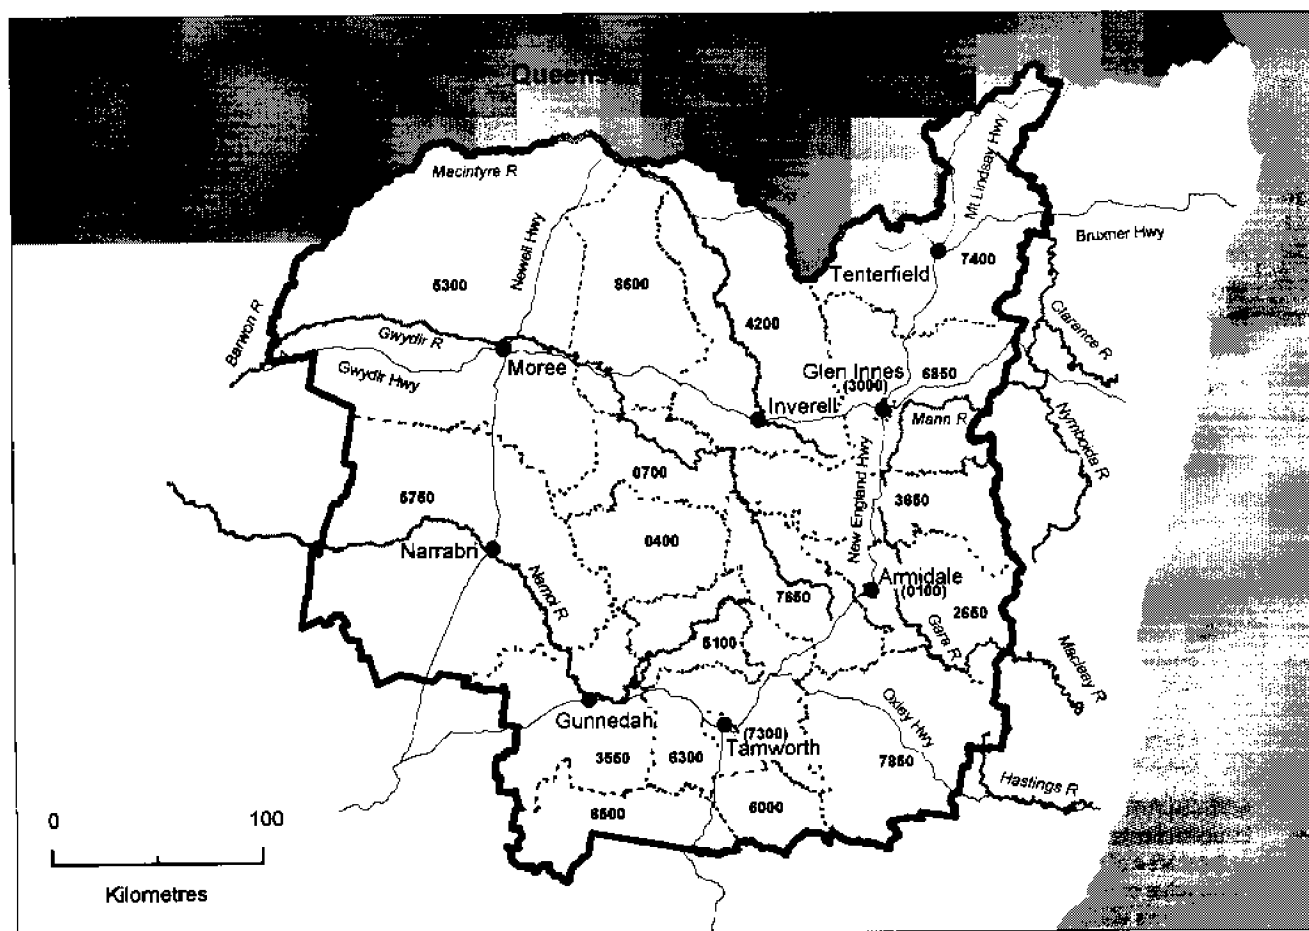 Queens
Macintyre R
Mt Lindsay Hwy
Newell Hwy
Bruxmer Hwy
Tenterfield
7400
5300
8600
4200
Barwon R
Gwydir R
Clarence R
Moree
Gwydir Hwy
Glen Innes
(3000)
6850
Inverell
Mann R
Nymboida R
New England Hwy
0700
5750
3650
0400
Narrabri
Namoi R
Armidale
(0100)
7650
2650
Gara R
5100
Macleay R
Gunnedah
Oxley Hwy
(7300)
Tamworth
3550
6300
7850
Hastings R
6500
6000
0 100
Kilometres